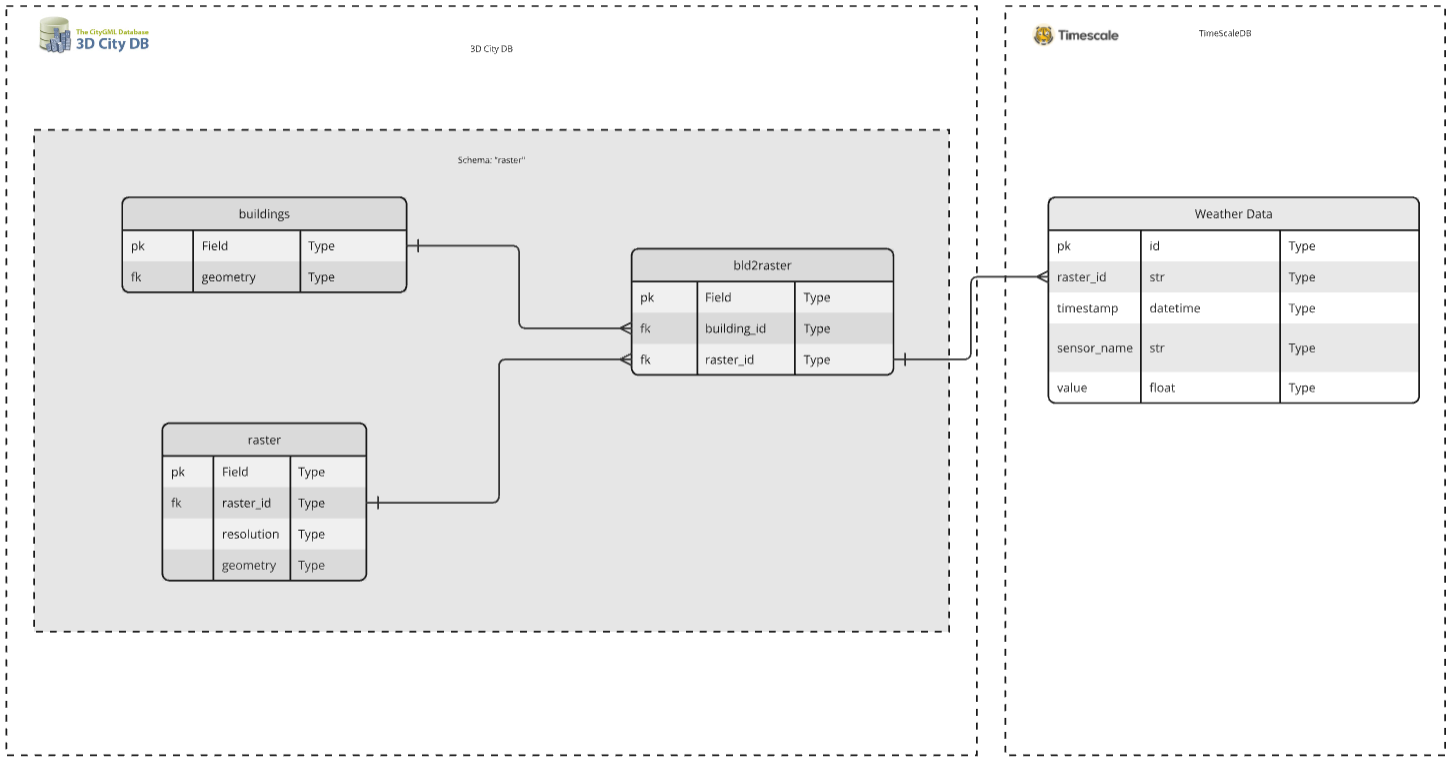 The CityGML Database
3D City DB
3D City DB
Schema: "raster"
buildings
pk Field Type
fk geometry Type
bld2raster
pk Field Type
fk building_id Type
fk raster_id Type
raster
pk Field Type
fk raster_id Type
resolution Type
geometry Type
Timescale
TimeScaleDB
Weather Data
pk id Type
raster_id str Type
timestamp datetime Type
sensor_name str Type
value float Type